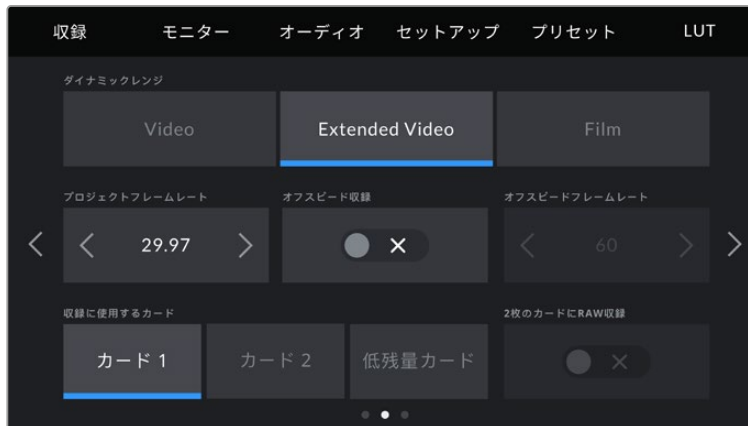 収録 モニター オーディオ セットアップ プリセット LUT
ダイナミックレンジ
Video Extended Video Film
プロジェクトフレームレート オフスピード収録 オフスピードフレームレート
29.97 60
収録に使用するカード 2枚のカードにRAW収録
カード 1 カード 2 低残量カード